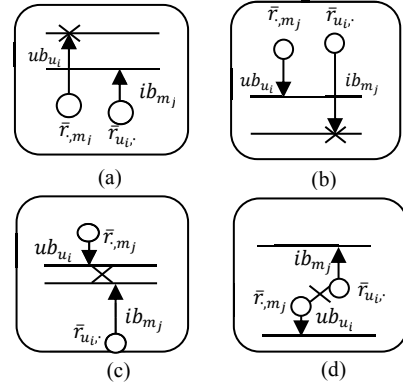 ub_{u_i} ib_{m_j}
r̄_{·,m_j} r̄_{u_i,·}
(a)
r̄_{·,m_j} r̄_{u_i,·}
ub_{u_i} ib_{m_j}
(b)
ub_{u_i} r̄_{·,m_j}
ib_{m_j}
r̄_{u_i,·}
(c)
ib_{m_j}
r̄_{·,m_j} r̄_{u_i,·}
ub_{u_i}
(d)